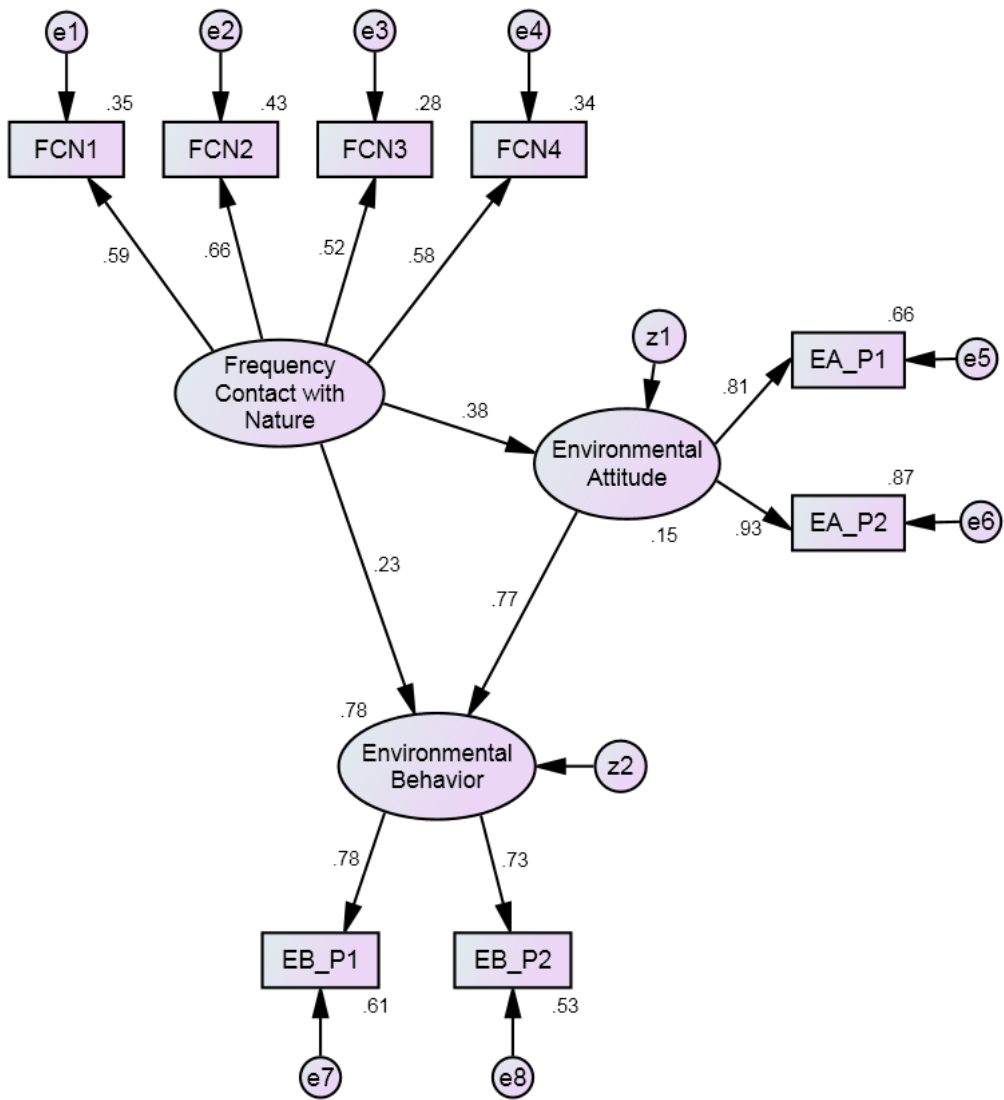 e1
e2
e3
e4
.35
.43
.28
.34
FCN1
FCN2
FCN3
FCN4
.59
.66
.52
.58
Frequency
Contact with
Nature
z1
.66
EA_P1
e5
.81
.38
Environmental
Attitude
.87
EA_P2
e6
.93
.15
.23
.77
.78
Environmental
Behavior
z2
.78
.73
EB_P1
EB_P2
.61
.53
e7
e8